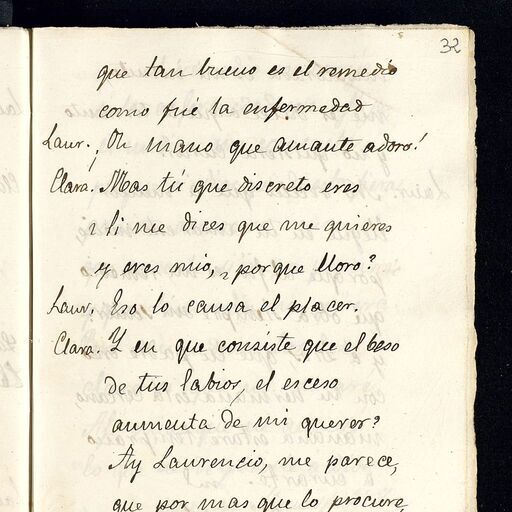 32
que tan bueno es el remedio
como fué la enfermedad
Laur. ¡Oh mano que amante adoro!
Clara. Mas tú que discreto eres
si me dices que me quieres
y eres mio, ¿porque lloro?
Laur. Eso lo causa el placer.
Clara. Y en que consiste que el beso
de tus labios, el esceso
aumenta de mi querer?
Ay Laurencio, me parece,
que por mas que lo procure,